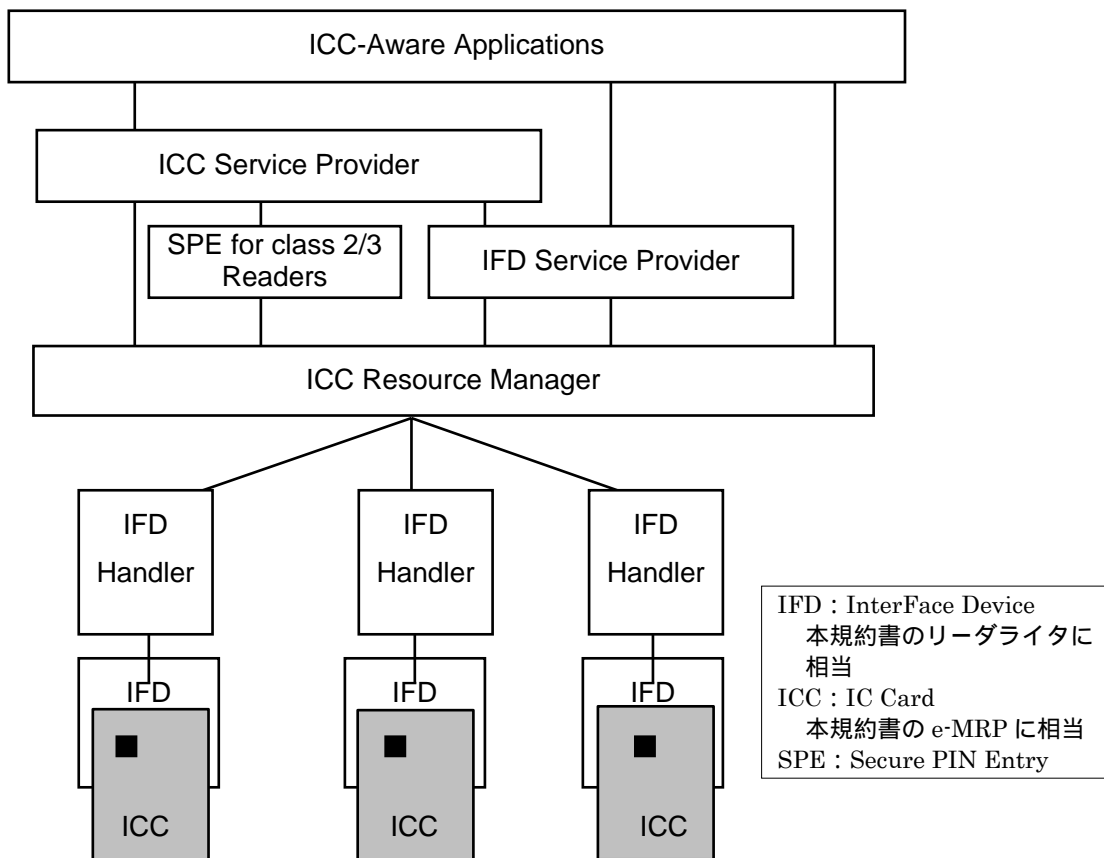 ICC-Aware Applications
ICC Service Provider
SPE for class 2/3
Readers
IFD Service Provider
ICC Resource Manager
IFD
Handler
IFD
Handler
IFD
Handler
IFD
IFD
IFD
ICC
ICC
ICC
IFD：InterFace Device
本規約書のリーダライタに
相当
ICC：IC Card
本規約書の e-MRP に相当
SPE：Secure PIN Entry